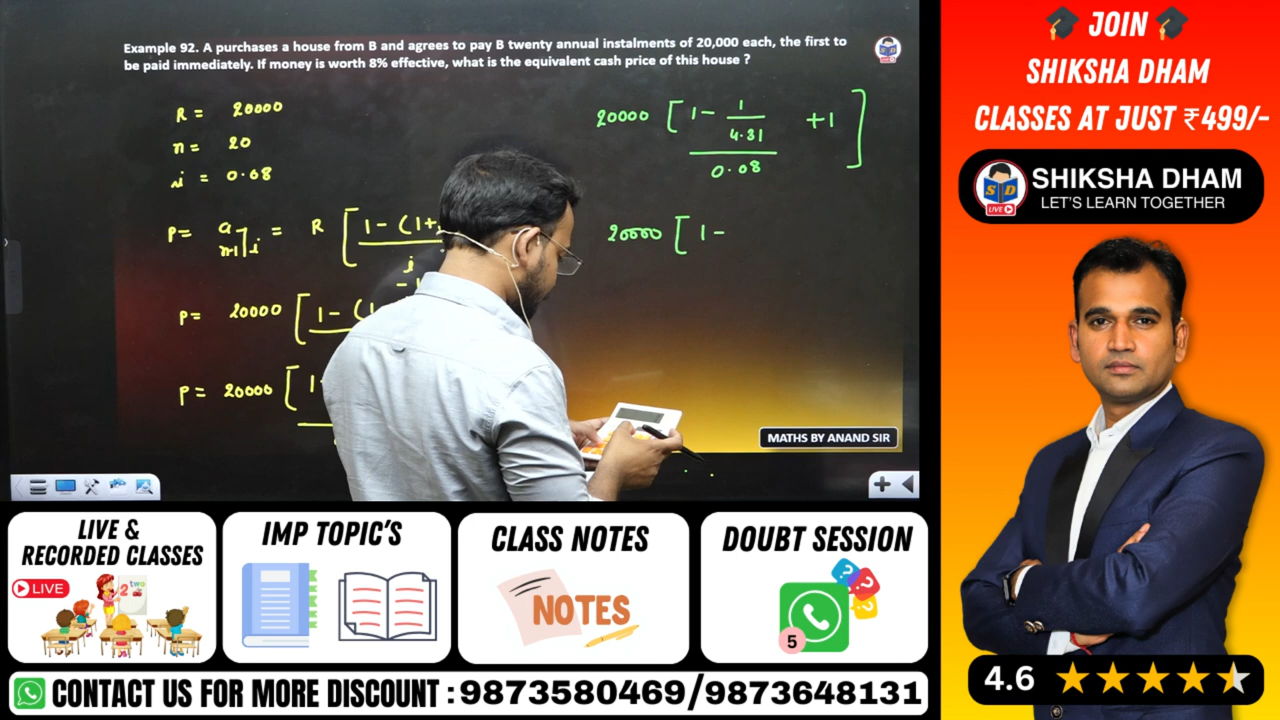 Example 92. A purchases a house from B and agrees to pay B twenty annual instalments of 20,000 each, the first to
be paid immediately. If money is worth 8% effective, what is the equivalent cash price of this house ?
R = 20000
n = 20
i = 0.08
P = a n-1 i = R [ 1 - (1+
i
P = 20000 [ 1 - (1
-1
P = 20000 [ 1
20000 [ 1 - 1 +1 ]
4.31
0.08
20000 [ 1 -
MATHS BY ANAND SIR
JOIN
SHIKSHA DHAM
CLASSES AT JUST ₹499/-
SD
LIVE
SHIKSHA DHAM
LET'S LEARN TOGETHER
LIVE &
RECORDED CLASSES
LIVE
IMP TOPIC'S
CLASS NOTES
NOTES
DOUBT SESSION
5
CONTACT US FOR MORE DISCOUNT : 9873580469/9873648131
4.6